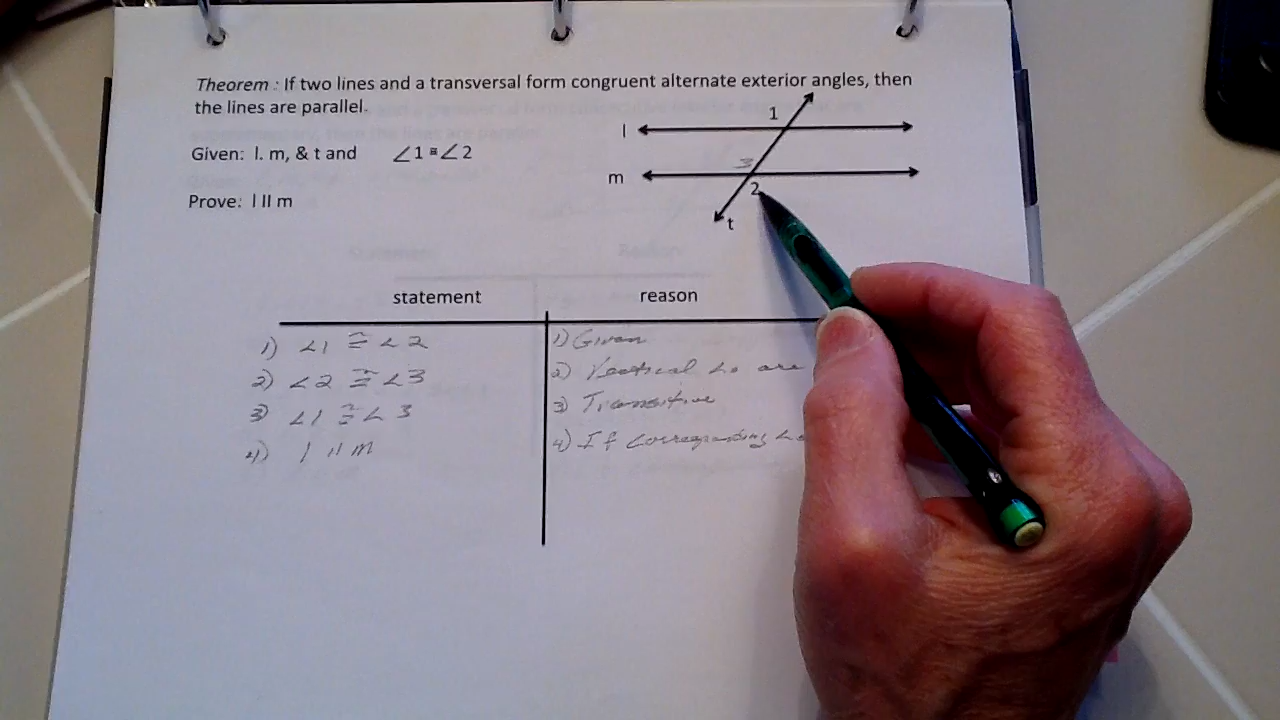 Theorem : If two lines and a transversal form congruent alternate exterior angles, then
the lines are parallel.
Given: l. m, & t and ∠1 ≅ ∠2
Prove: l II m
l
1
3
m
2
t
statement
reason
1) ∠1 ≅ ∠2
1) Given
2) ∠2 ≅ ∠3
2) Vertical ∠s are
3) ∠1 ≅ ∠3
3) Transitive
4) l II m
4) If corresponding ∠s